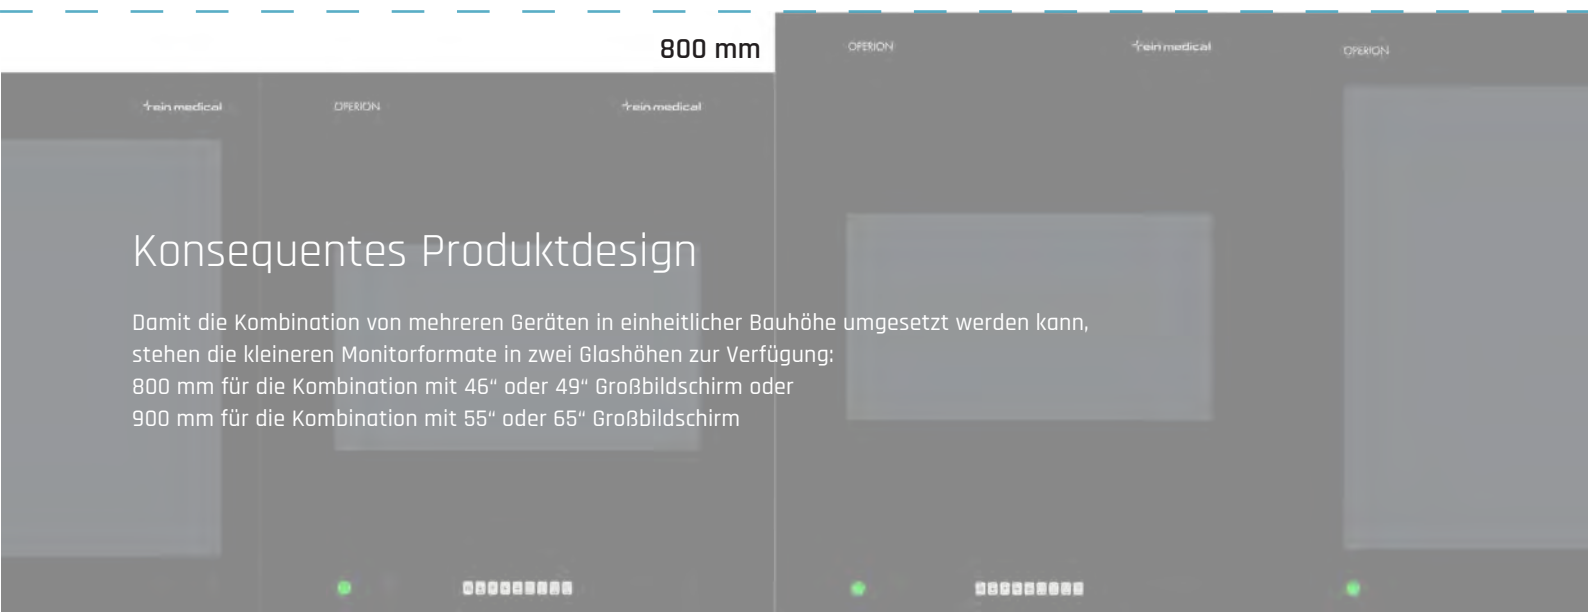 800 mm
OPERION
rein medical
OPERION
rein medical
OPERION
rein medical
Konsequentes Produktdesign
Damit die Kombination von mehreren Geräten in einheitlicher Bauhöhe umgesetzt werden kann,
stehen die kleineren Monitorformate in zwei Glashöhen zur Verfügung:
800 mm für die Kombination mit 46“ oder 49“ Großbildschirm oder
900 mm für die Kombination mit 55“ oder 65“ Großbildschirm